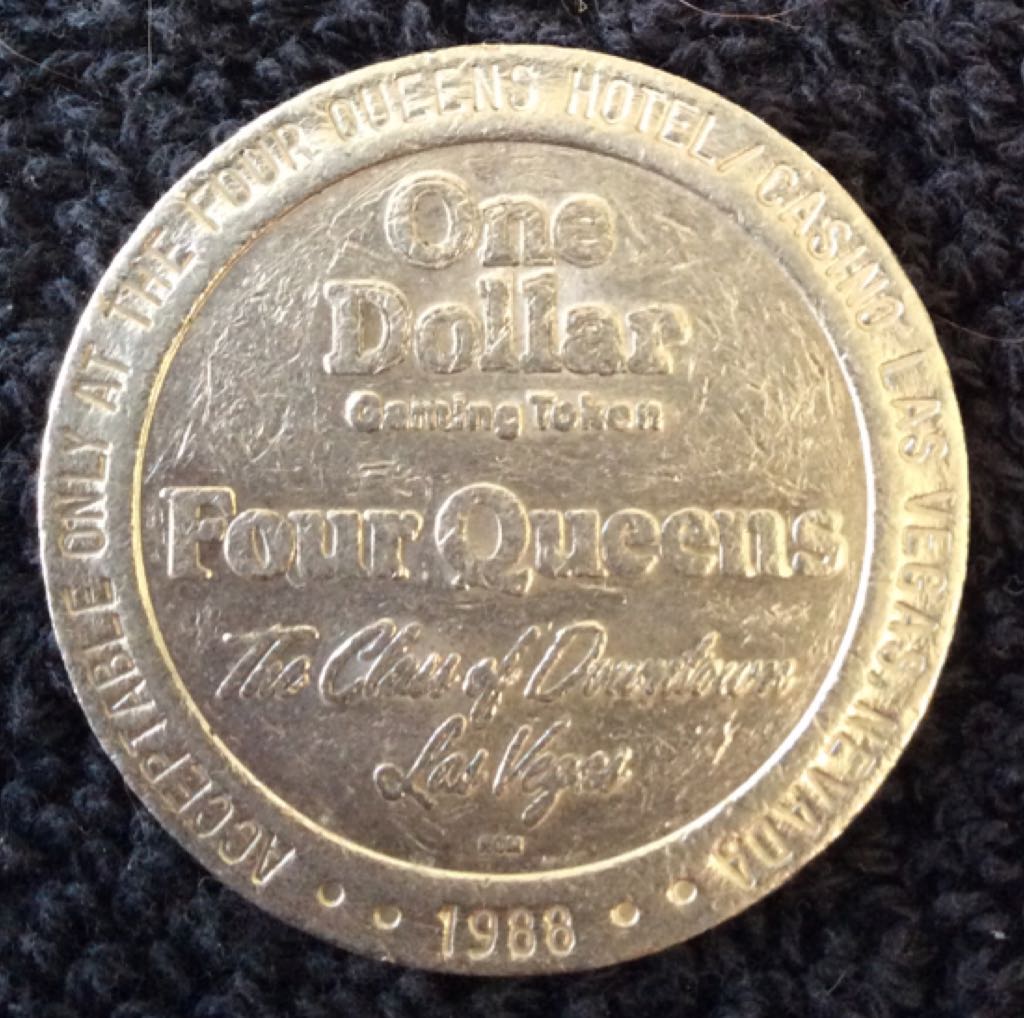 ACCEPTABLE ONLY AT THE FOUR QUEENS HOTEL/CASINO LAS VEGAS, NEVADA
One
Dollar
Gaming Token
Four Queens
The Class of Downtown
Las Vegas
• • 1988 • •